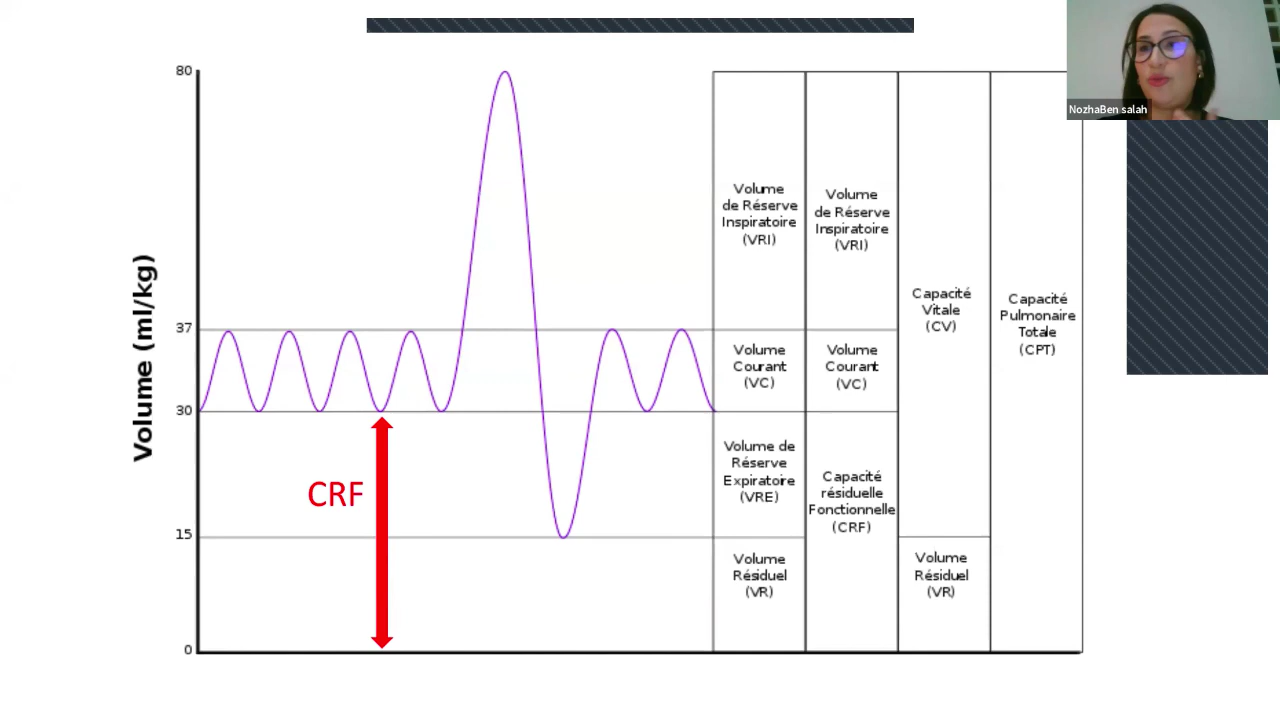 NozhaBen salah
Volume (ml/kg)
80
37
30
15
0
CRF
Volume
de Réserve
Inspiratoire
(VRI)
Volume
Courant
(VC)
Volume de
Réserve
Expiratoire
(VRE)
Volume
Résiduel
(VR)
Volume
de Réserve
Inspiratoire
(VRI)
Volume
Courant
(VC)
Capacité
résiduelle
Fonctionnelle
(CRF)
Capacité
Vitale
(CV)
Volume
Résiduel
(VR)
Capacité
Pulmonaire
Totale
(CPT)